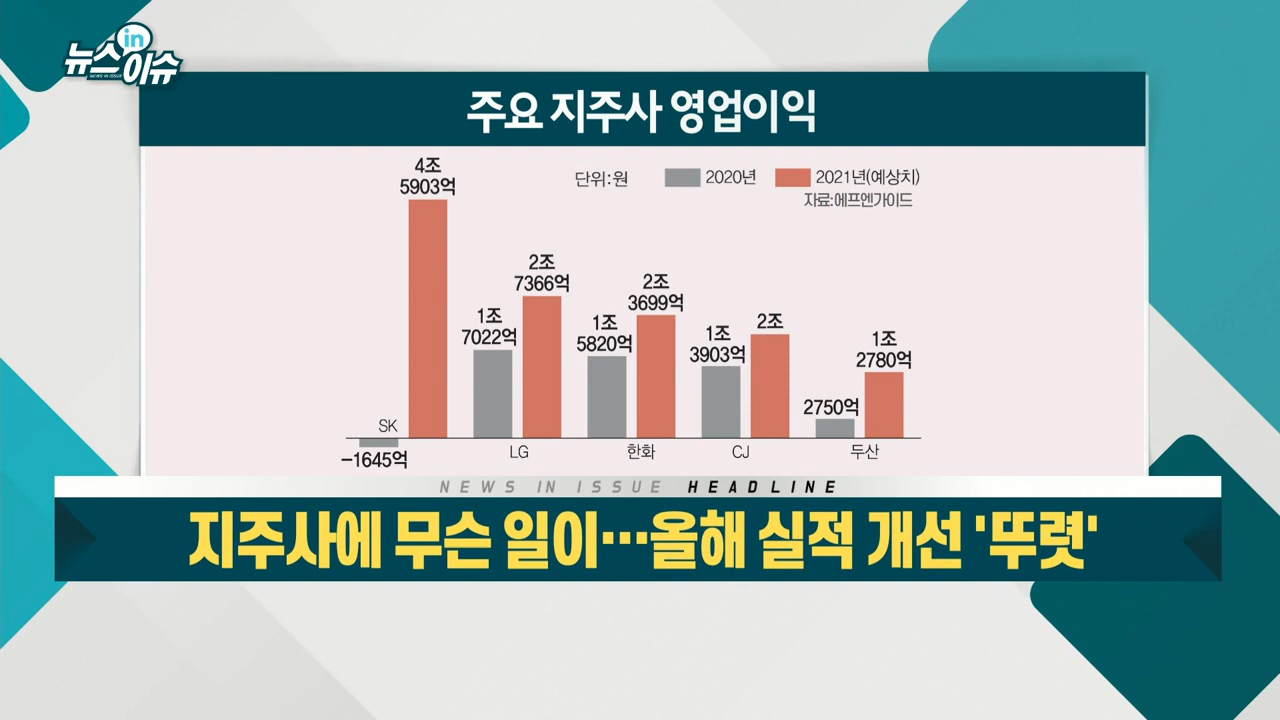 뉴스 in 이슈
NEWS IN ISSUE
주요 지주사 영업이익
단위:원
2020년
2021년(예상치)
자료:에프엔가이드
4조
5903억
-1645억
SK
1조
7022억
2조
7366억
LG
1조
5820억
2조
3699억
한화
1조
3903억
2조
CJ
2750억
1조
2780억
두산
NEWS IN ISSUE HEADLINE
지주사에 무슨 일이…올해 실적 개선 '뚜렷'